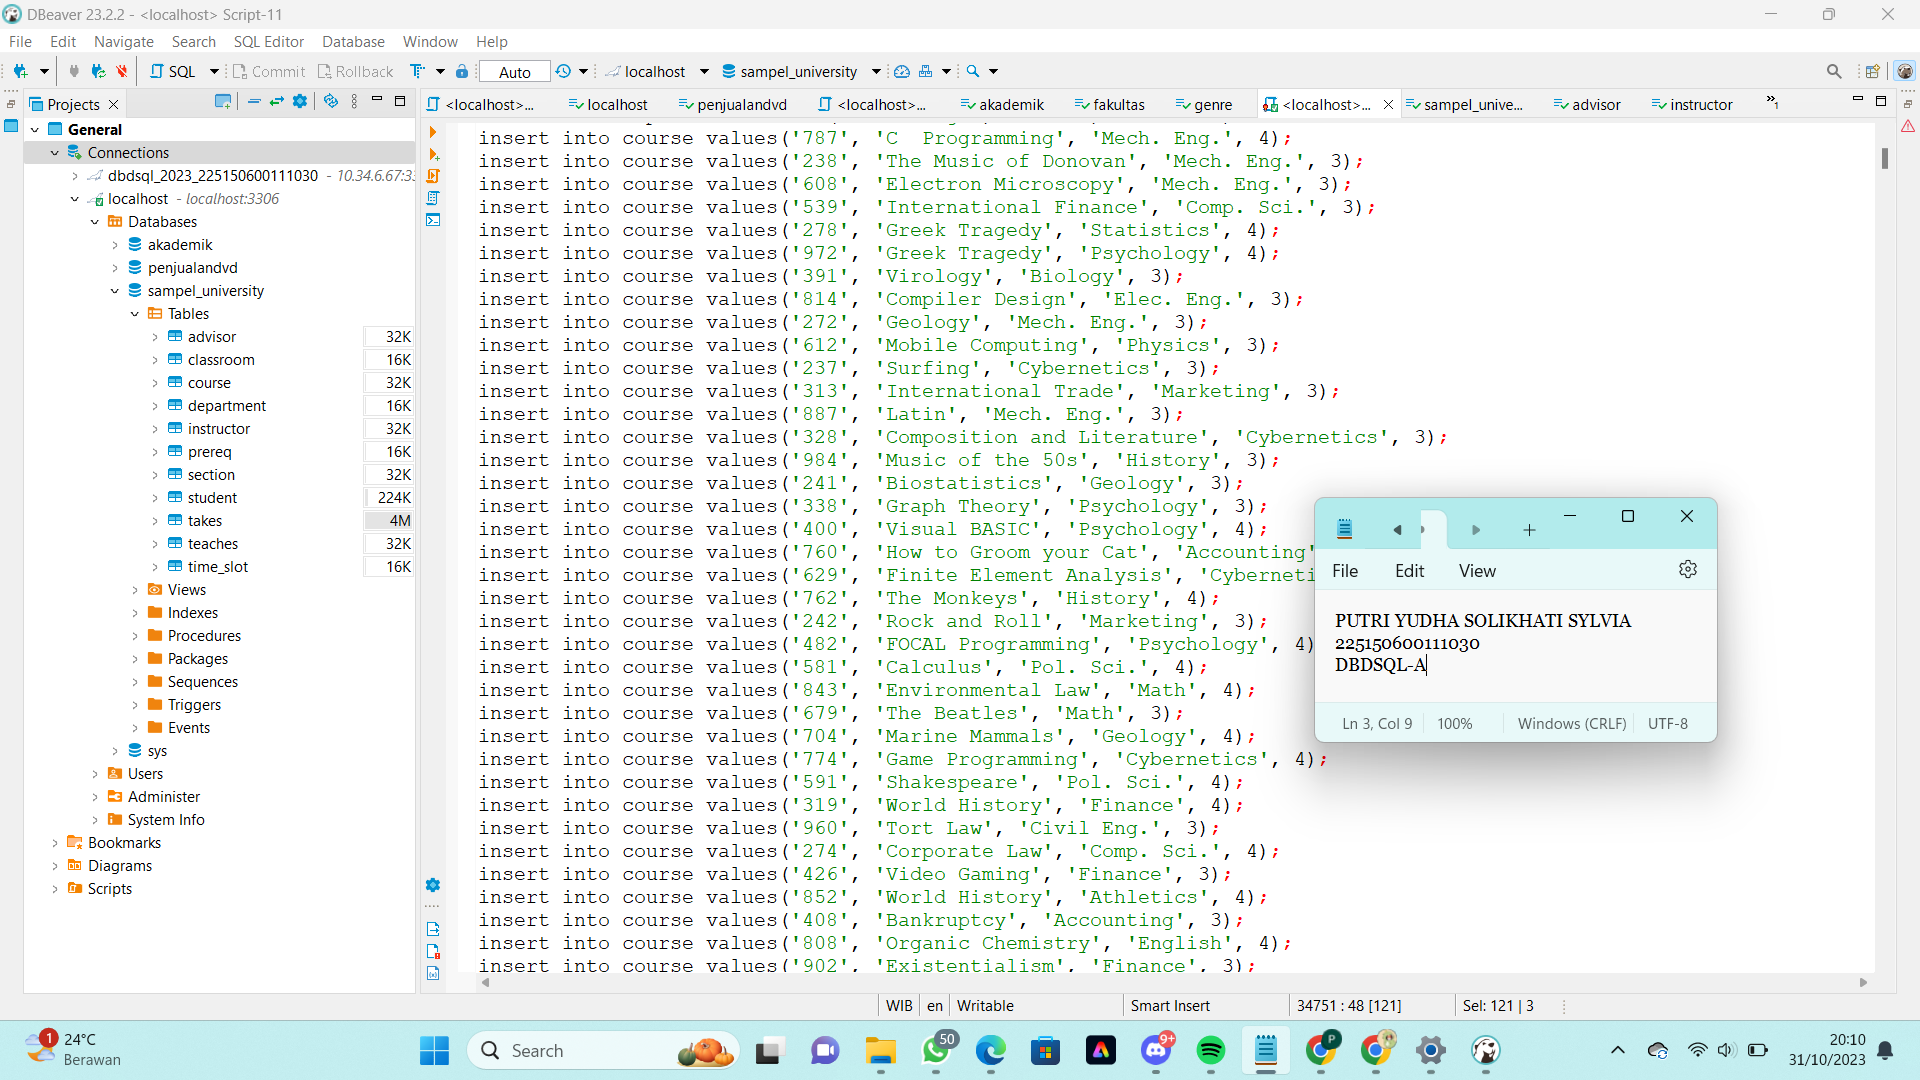 DBeaver 23.2.2 - <localhost> Script-11
File Edit Navigate Search SQL Editor Database Window Help
SQL Commit Rollback Auto localhost sampel_university
Projects
<localhost>... localhost penjualandvd <localhost>... akademik fakultas genre <localhost>... sampel_unive... advisor instructor »1
General
Connections
dbdsql_2023_225150600111030 - 10.34.6.67:3
localhost - localhost:3306
Databases
akademik
penjualandvd
sampel_university
Tables
advisor 32K
classroom 16K
course 32K
department 16K
instructor 32K
prereq 16K
section 32K
student 224K
takes 4M
teaches 32K
time_slot 16K
Views
Indexes
Procedures
Packages
Sequences
Triggers
Events
sys
Users
Administer
System Info
Bookmarks
Diagrams
Scripts
insert into course values('787', 'C  Programming', 'Mech. Eng.', 4);
insert into course values('238', 'The Music of Donovan', 'Mech. Eng.', 3);
insert into course values('608', 'Electron Microscopy', 'Mech. Eng.', 3);
insert into course values('539', 'International Finance', 'Comp. Sci.', 3);
insert into course values('278', 'Greek Tragedy', 'Statistics', 4);
insert into course values('972', 'Greek Tragedy', 'Psychology', 4);
insert into course values('391', 'Virology', 'Biology', 3);
insert into course values('814', 'Compiler Design', 'Elec. Eng.', 3);
insert into course values('272', 'Geology', 'Mech. Eng.', 3);
insert into course values('612', 'Mobile Computing', 'Physics', 3);
insert into course values('237', 'Surfing', 'Cybernetics', 3);
insert into course values('313', 'International Trade', 'Marketing', 3);
insert into course values('887', 'Latin', 'Mech. Eng.', 3);
insert into course values('328', 'Composition and Literature', 'Cybernetics', 3);
insert into course values('984', 'Music of the 50s', 'History', 3);
insert into course values('241', 'Biostatistics', 'Geology', 3);
insert into course values('338', 'Graph Theory', 'Psychology', 3);
insert into course values('400', 'Visual BASIC', 'Psychology', 4);
insert into course values('760', 'How to Groom your Cat', 'Accounting'
insert into course values('629', 'Finite Element Analysis', 'Cyberneti
insert into course values('762', 'The Monkeys', 'History', 4);
insert into course values('242', 'Rock and Roll', 'Marketing', 3);
insert into course values('482', 'FOCAL Programming', 'Psychology', 4)
insert into course values('581', 'Calculus', 'Pol. Sci.', 4);
insert into course values('843', 'Environmental Law', 'Math', 4);
insert into course values('679', 'The Beatles', 'Math', 3);
insert into course values('704', 'Marine Mammals', 'Geology', 4);
insert into course values('774', 'Game Programming', 'Cybernetics', 4);
insert into course values('591', 'Shakespeare', 'Pol. Sci.', 4);
insert into course values('319', 'World History', 'Finance', 4);
insert into course values('960', 'Tort Law', 'Civil Eng.', 3);
insert into course values('274', 'Corporate Law', 'Comp. Sci.', 4);
insert into course values('426', 'Video Gaming', 'Finance', 3);
insert into course values('852', 'World History', 'Athletics', 4);
insert into course values('408', 'Bankruptcy', 'Accounting', 3);
insert into course values('808', 'Organic Chemistry', 'English', 4);
insert into course values('902', 'Existentialism', 'Finance', 3);
File Edit View
PUTRI YUDHA SOLIKHATI SYLVIA
225150600111030
DBDSQL-A
Ln 3, Col 9 100% Windows (CRLF) UTF-8
WIB en Writable Smart Insert 34751 : 48 [121] Sel: 121 | 3
1 24°C
Berawan
Search
50
9+
P
20:10
31/10/2023